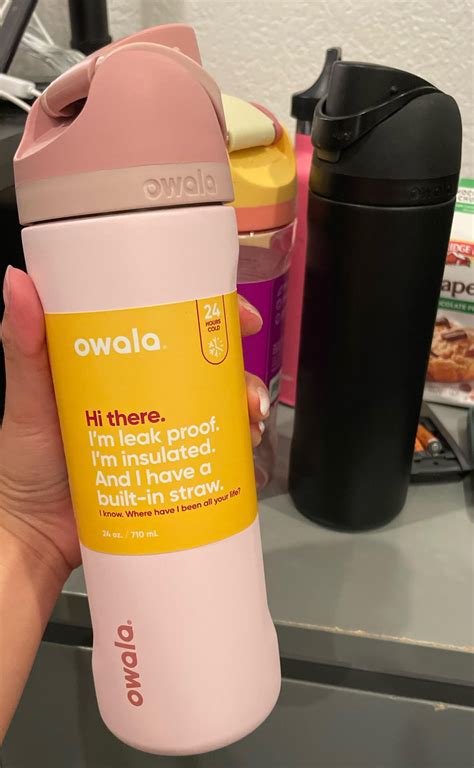 owala
24
HOURS
COLD
owala®
Hi there.
I'm leak proof.
I'm insulated.
And I have a
built-in straw.
I know. Where have I been all your life?
24 oz. / 710 mL
owala®
owala